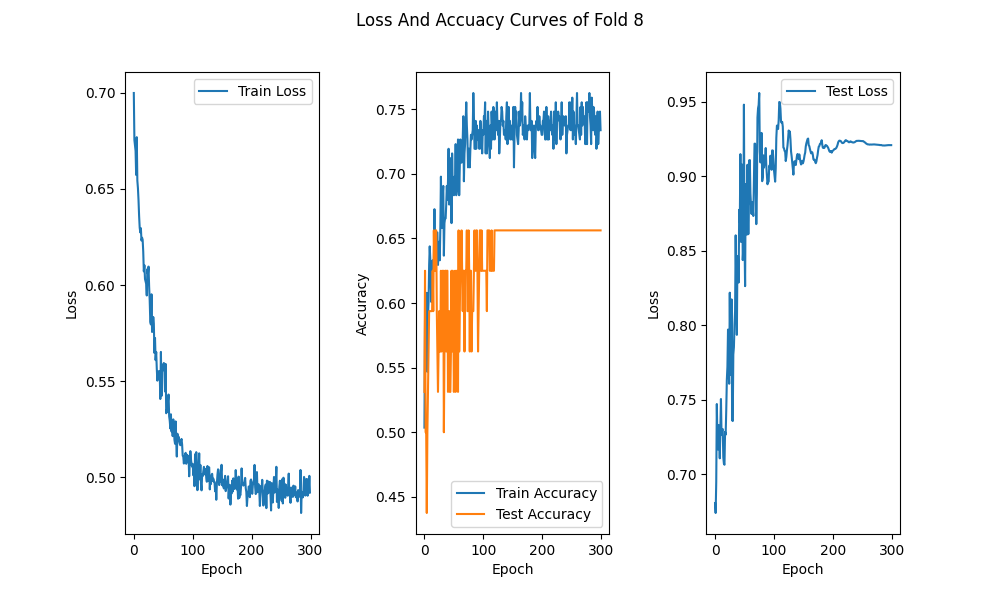 Loss And Accuacy Curves of Fold 8
Loss
0.70
0.65
0.60
0.55
0.50
Train Loss
0 100 200 300
Epoch
Accuracy
0.75
0.70
0.65
0.60
0.55
0.50
0.45
Train Accuracy
Test Accuracy
0 100 200 300
Epoch
Loss
0.95
0.90
0.85
0.80
0.75
0.70
Test Loss
0 100 200 300
Epoch